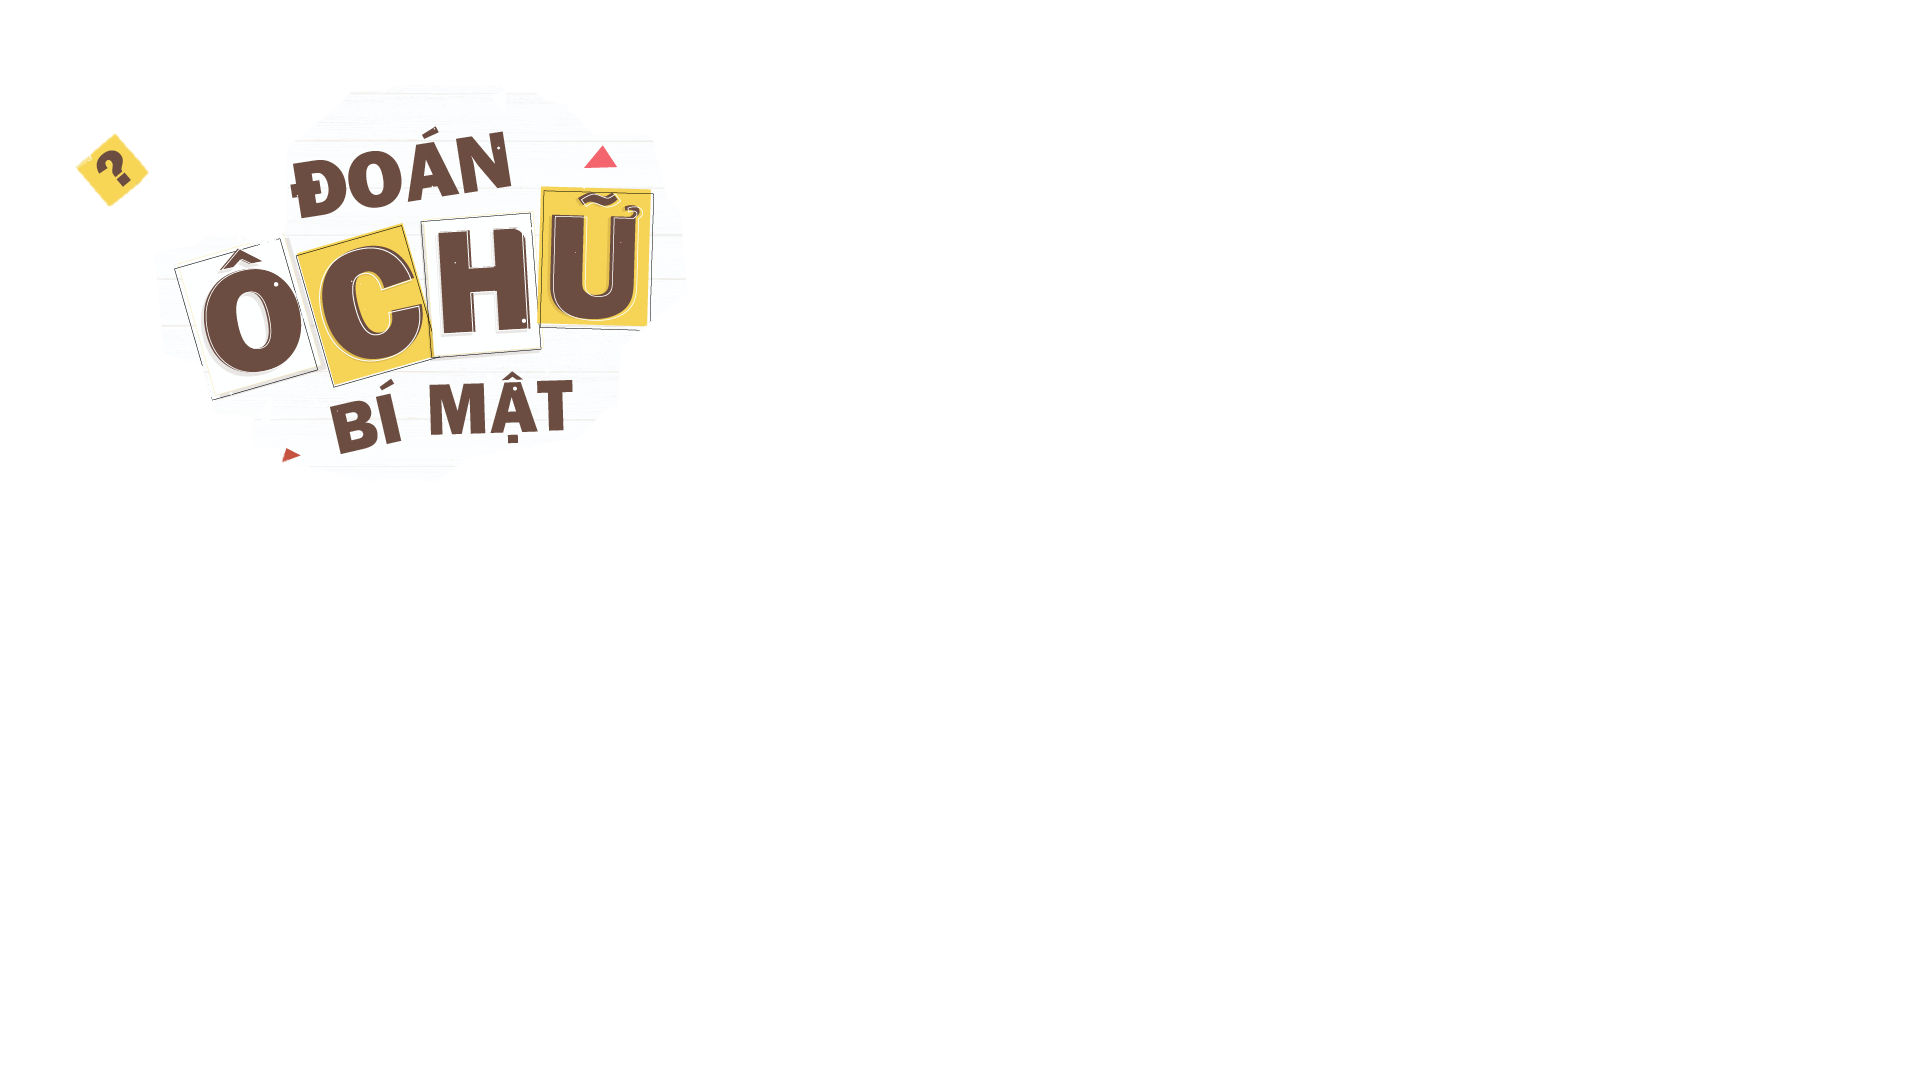 ?
ĐOÁN
Ô CHỮ
BÍ MẬT